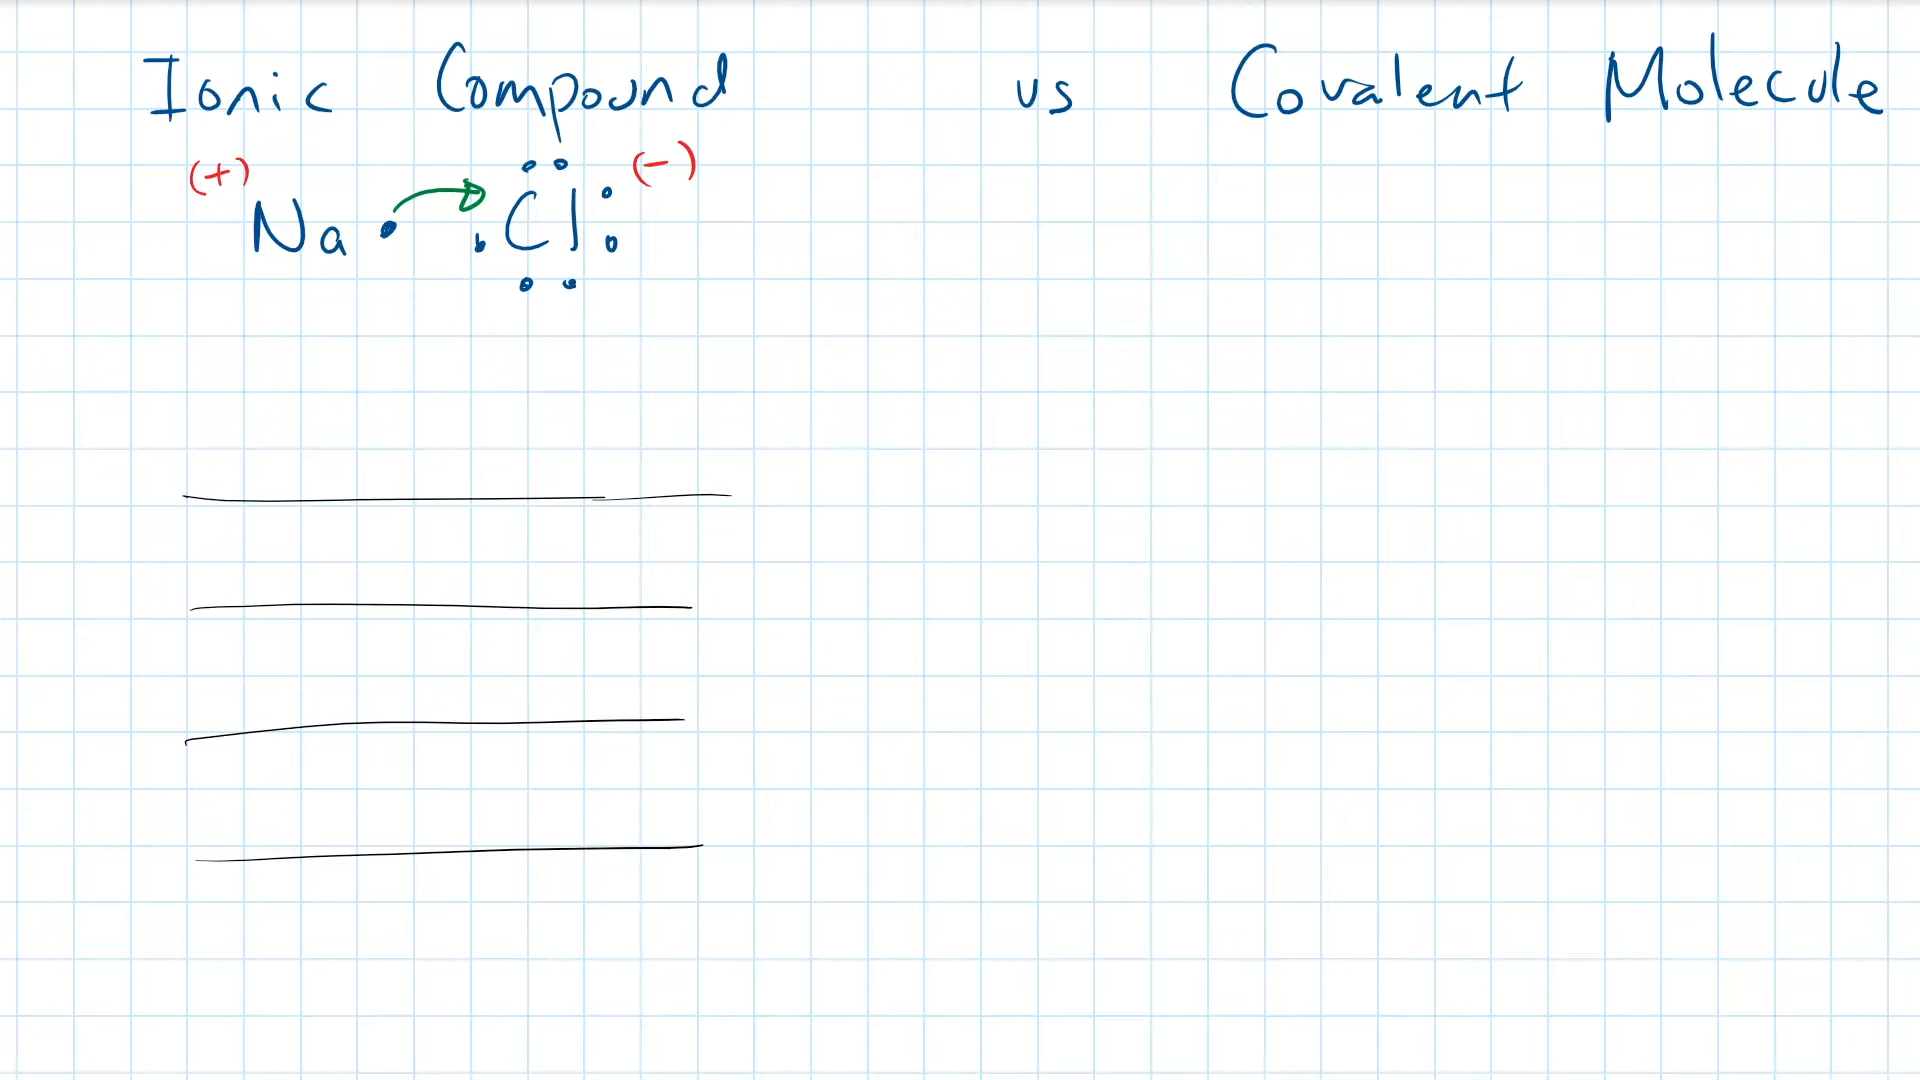 Ionic Compound vs Covalent Molecule
(+) (-)
Na Cl